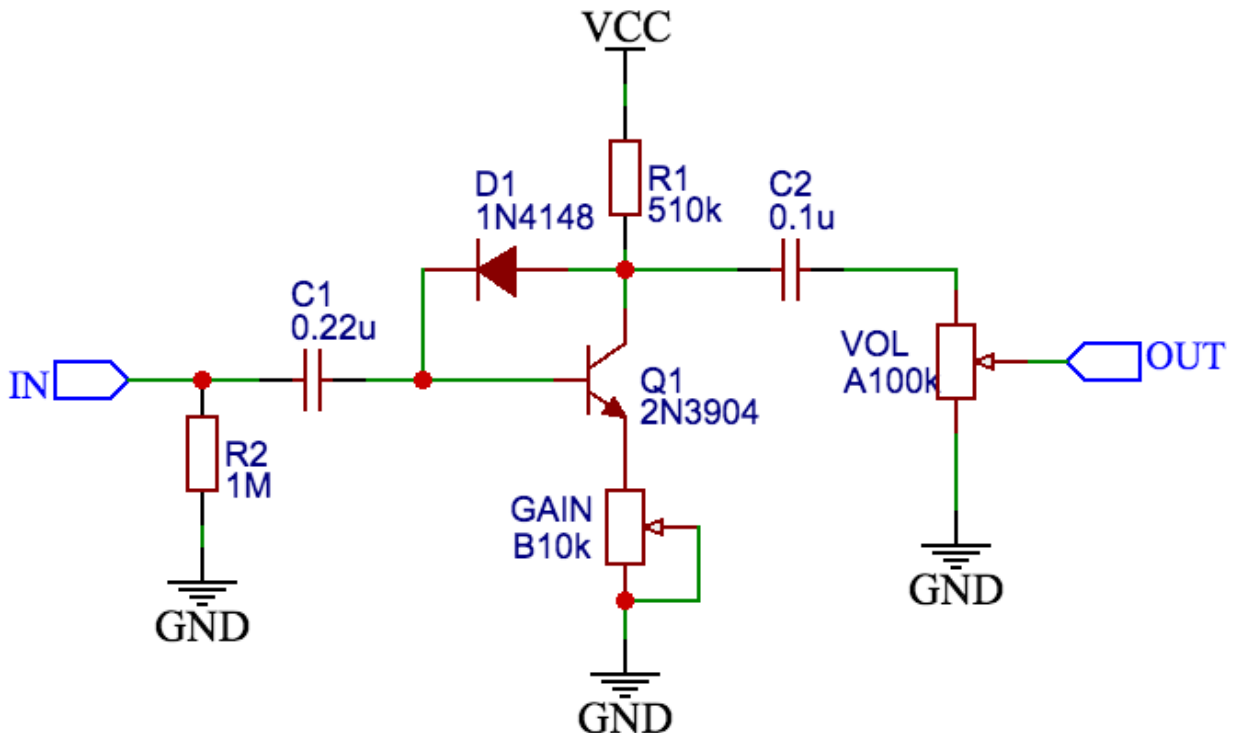 VCC
R1
510k
D1
1N4148
C2
0.1u
C1
0.22u
IN
VOL
A100k
OUT
Q1
2N3904
R2
1M
GAIN
B10k
GND
GND
GND